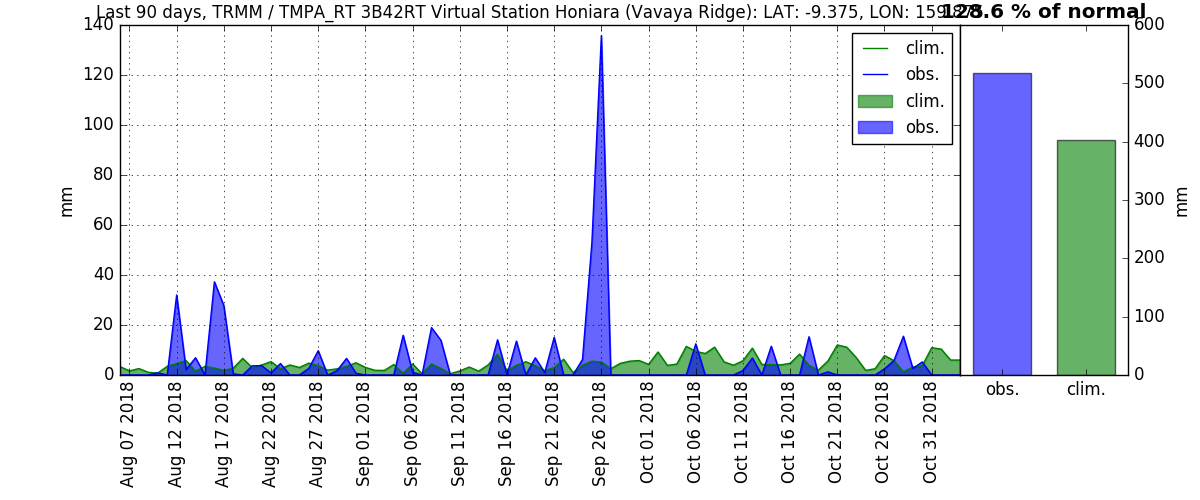 Last 90 days, TRMM / TMPA_RT 3B42RT Virtual Station Honiara (Vavaya Ridge): LAT: -9.375, LON:
128.6 % of normal
140
120
100
80
60
40
20
0
mm
clim.
obs.
clim.
obs.
600
500
400
300
200
100
0
mm
Aug 07 2018
Aug 12 2018
Aug 17 2018
Aug 22 2018
Aug 27 2018
Sep 01 2018
Sep 06 2018
Sep 11 2018
Sep 16 2018
Sep 21 2018
Sep 26 2018
Oct 01 2018
Oct 06 2018
Oct 11 2018
Oct 16 2018
Oct 21 2018
Oct 26 2018
Oct 31 2018
obs.
clim.